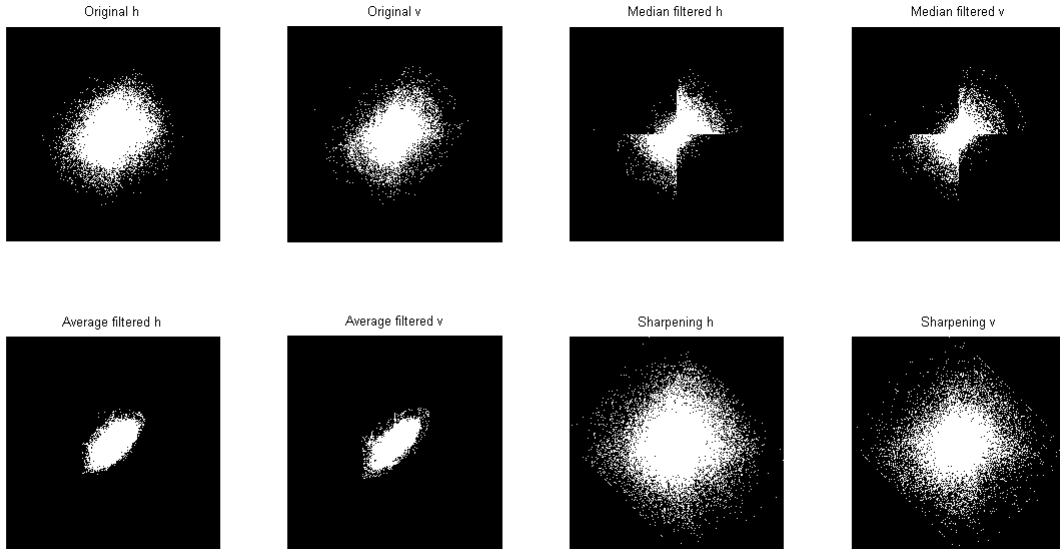 Original h
Original v
Median filtered h
Median filtered v
Average filtered h
Average filtered v
Sharpening h
Sharpening v